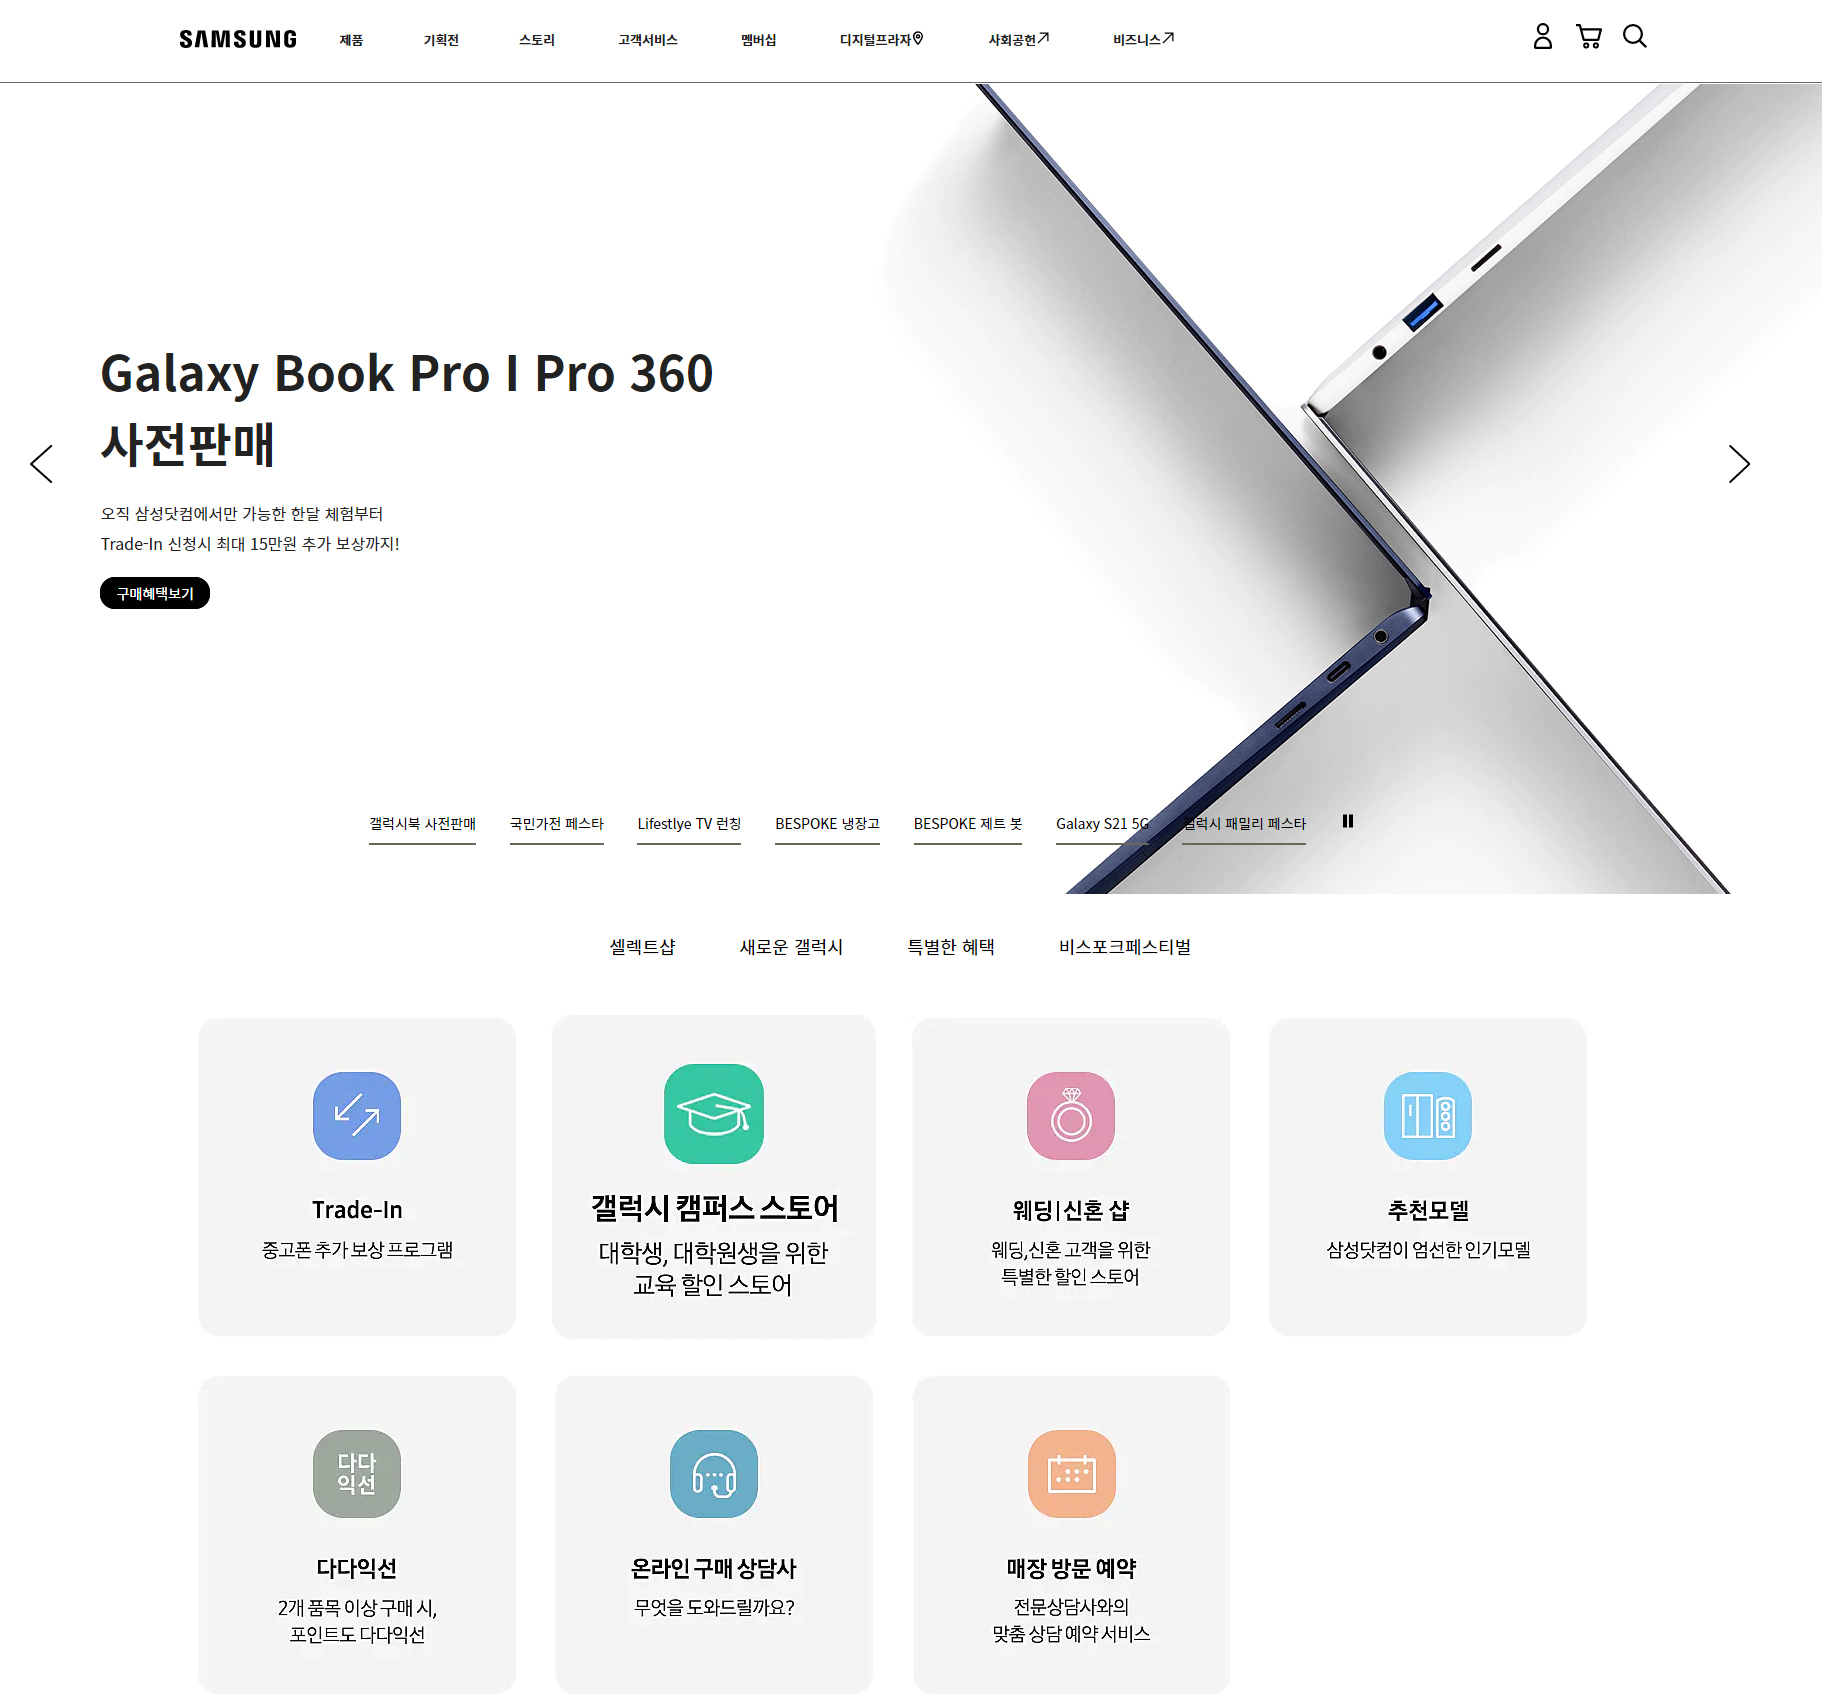 SAMSUNG 제품 기획전 스토리 고객서비스 멤버십 디지털프라자 사회공헌 비즈니스
Galaxy Book Pro I Pro 360
사전판매
오직 삼성닷컴에서만 가능한 한달 체험부터
Trade-In 신청시 최대 15만원 추가 보상까지!
구매혜택보기
갤럭시북 사전판매 국민가전 페스타 Lifestlye TV 런칭 BESPOKE 냉장고 BESPOKE 제트 봇 Galaxy S21 5G 갤럭시 패밀리 페스타
셀렉트샵 새로운 갤럭시 특별한 혜택 비스포크페스티벌
Trade-In
중고폰 추가 보상 프로그램
갤럭시 캠퍼스 스토어
대학생, 대학원생을 위한
교육 할인 스토어
웨딩|신혼 샵
웨딩,신혼 고객을 위한
특별한 할인 스토어
추천모델
삼성닷컴이 엄선한 인기모델
다다
익선
다다익선
2개 품목 이상 구매 시,
포인트도 다다익선
온라인 구매 상담사
무엇을 도와드릴까요?
매장 방문 예약
전문상담사와의
맞춤 상담 예약 서비스